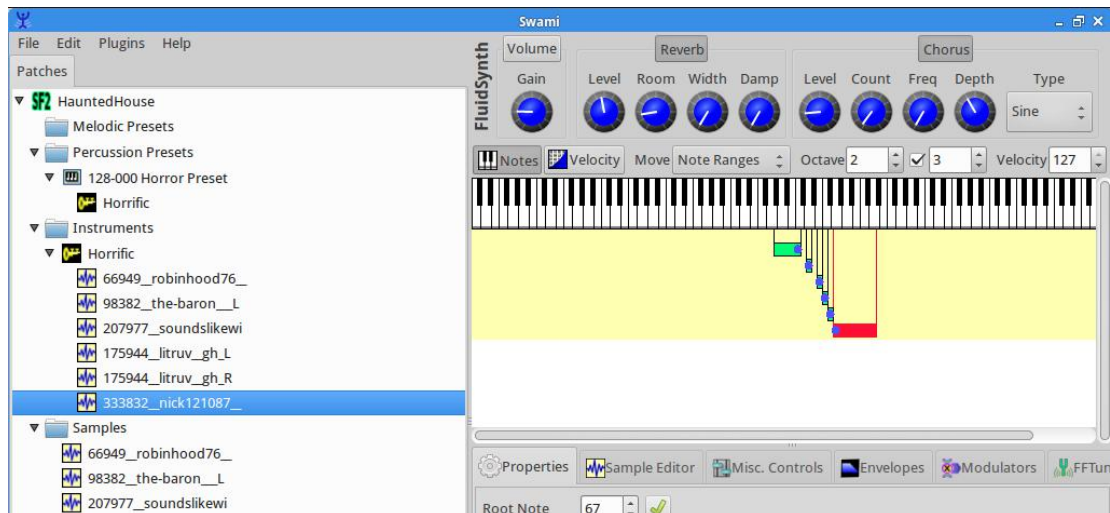 Swami
File Edit Plugins Help
Patches
SF2 HauntedHouse
Melodic Presets
Percussion Presets
128-000 Horror Preset
Horrific
Instruments
Horrific
66949__robinhood76_
98382__the-baron__L
207977__soundslikewi
175944__litruv__gh_L
175944__litruv__gh_R
333832__nick121087_
Samples
66949__robinhood76_
98382__the-baron__L
207977__soundslikewi
FluidSynth
Volume Reverb Chorus
Gain Level Room Width Damp Level Count Freq Depth Type
Sine
Notes Velocity Move Note Ranges Octave 2 3 Velocity 127
Properties Sample Editor Misc. Controls Envelopes Modulators FFTun
Root Note 67